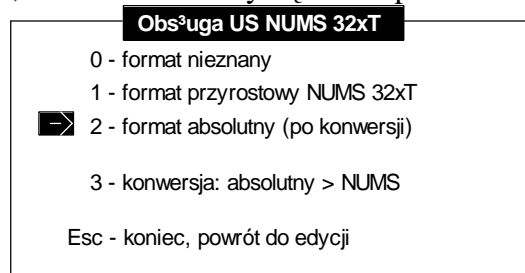 Obs³uga US NUMS 32xT
0 - format nieznany
1 - format przyrostowy NUMS 32xT
2 - format absolutny (po konwersji)
3 - konwersja: absolutny > NUMS
Esc - koniec, powrót do edycji